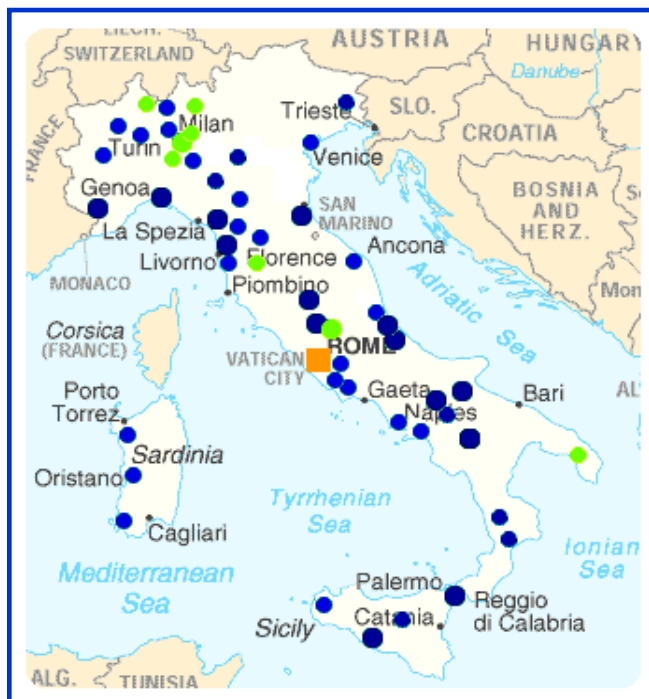 LIECH.
SWITZERLAND
AUSTRIA
HUNGARY
Danube
FRANCE
Milan
Turin
Trieste
Venice
SLO.
CROATIA
Genoa
La Spezia
SAN
MARINO
BOSNIA
AND
HERZ.
MONACO
Livorno
Florence
Piombino
Ancona
Adriatic Sea
Mon
Corsica
(FRANCE)
VATICAN
CITY
ROME
Gaeta
Naples
Bari
AL
Porto
Torrez
Sardinia
Oristano
Cagliari
Tyrrhenian
Sea
Mediterranean
Sea
Ionian
Sea
Palermo
Reggio
di Calabria
Sicily
Catania
ALG.
TUNISIA